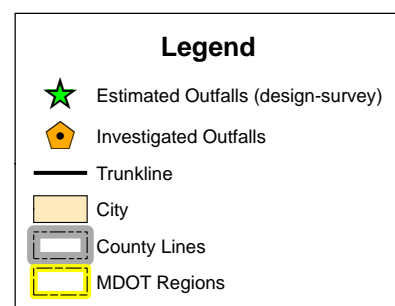 Legend
Estimated Outfalls (design-survey)
Investigated Outfalls
Trunkline
City
County Lines
MDOT Regions